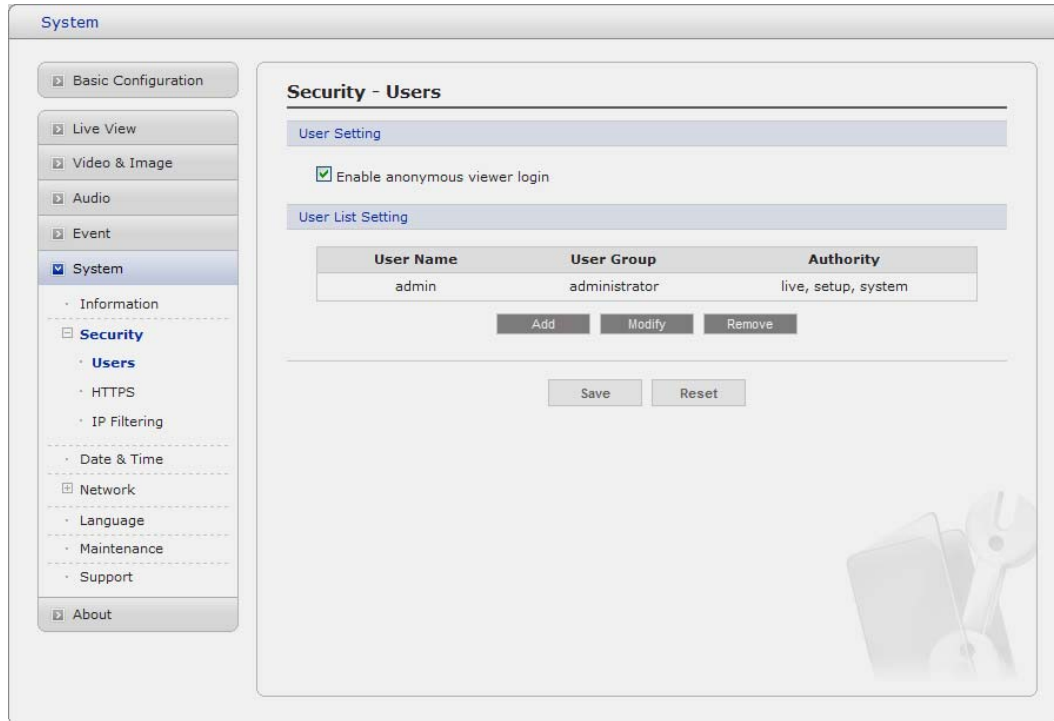 System
Basic Configuration
Live View
Video & Image
Audio
Event
System
Information
Security
Users
HTTPS
IP Filtering
Date & Time
Network
Language
Maintenance
Support
About
Security - Users
User Setting
Enable anonymous viewer login
User List Setting
User Name User Group Authority
admin administrator live, setup, system
Add Modify Remove
Save Reset